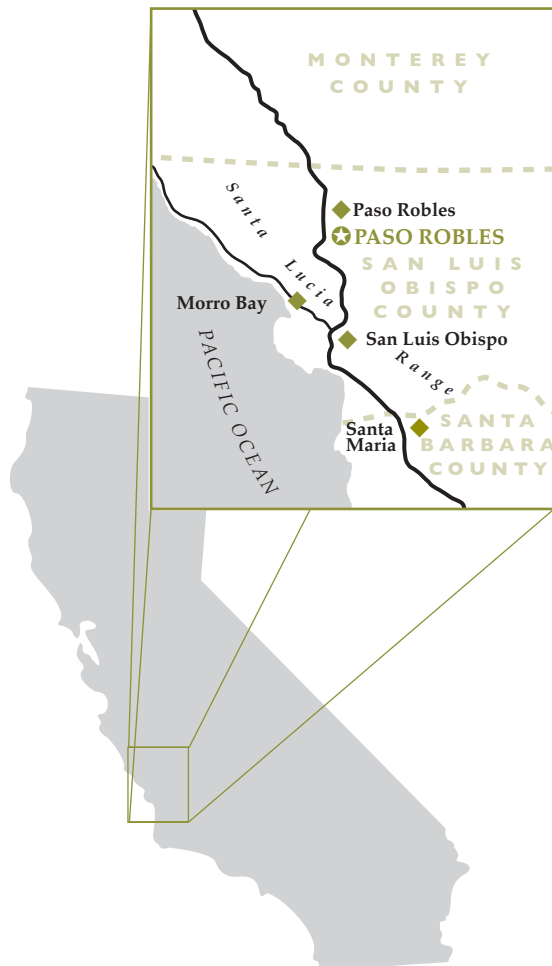 MONTEREY
COUNTY
Paso Robles
PASO ROBLES
Santa Lucia Range
SAN LUIS
OBISPO
COUNTY
Morro Bay
San Luis Obispo
PACIFIC OCEAN
Santa
Maria
SANTA
BARBARA
COUNTY